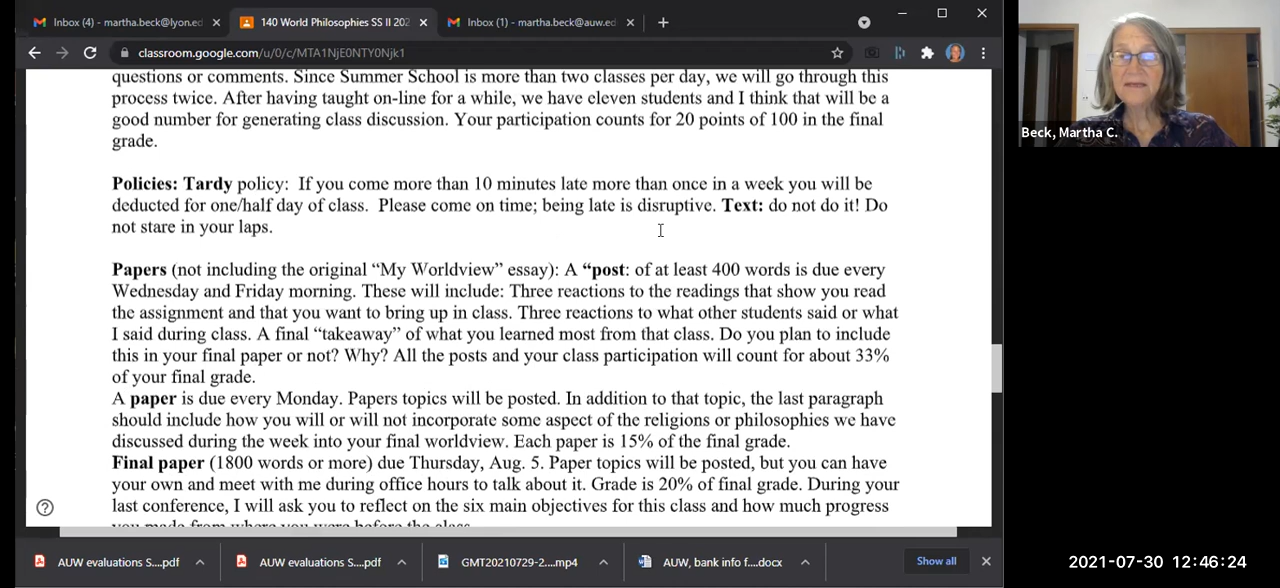 Inbox (4) - martha.beck@lyon.ed
140 World Philosophies SS II 202
Inbox (1) - martha.beck@auw.ed
classroom.google.com/u/0/c/MTA1NjE0NTY0Njk1
questions or comments. Since Summer School is more than two classes per day, we will go through this
process twice. After having taught on-line for a while, we have eleven students and I think that will be a
good number for generating class discussion. Your participation counts for 20 points of 100 in the final
grade.
Policies: Tardy policy: If you come more than 10 minutes late more than once in a week you will be
deducted for one/half day of class. Please come on time; being late is disruptive. Text: do not do it! Do
not stare in your laps.
Papers (not including the original “My Worldview” essay): A “post: of at least 400 words is due every
Wednesday and Friday morning. These will include: Three reactions to the readings that show you read
the assignment and that you want to bring up in class. Three reactions to what other students said or what
I said during class. A final “takeaway” of what you learned most from that class. Do you plan to include
this in your final paper or not? Why? All the posts and your class participation will count for about 33%
of your final grade.
A paper is due every Monday. Papers topics will be posted. In addition to that topic, the last paragraph
should include how you will or will not incorporate some aspect of the religions or philosophies we have
discussed during the week into your final worldview. Each paper is 15% of the final grade.
Final paper (1800 words or more) due Thursday, Aug. 5. Paper topics will be posted, but you can have
your own and meet with me during office hours to talk about it. Grade is 20% of final grade. During your
last conference, I will ask you to reflect on the six main objectives for this class and how much progress
you made from where you were before the class.
AUW evaluations S....pdf
AUW evaluations S....pdf
GMT20210729-2....mp4
AUW, bank info f....docx
Show all
Beck, Martha C.
2021-07-30 12:46:24